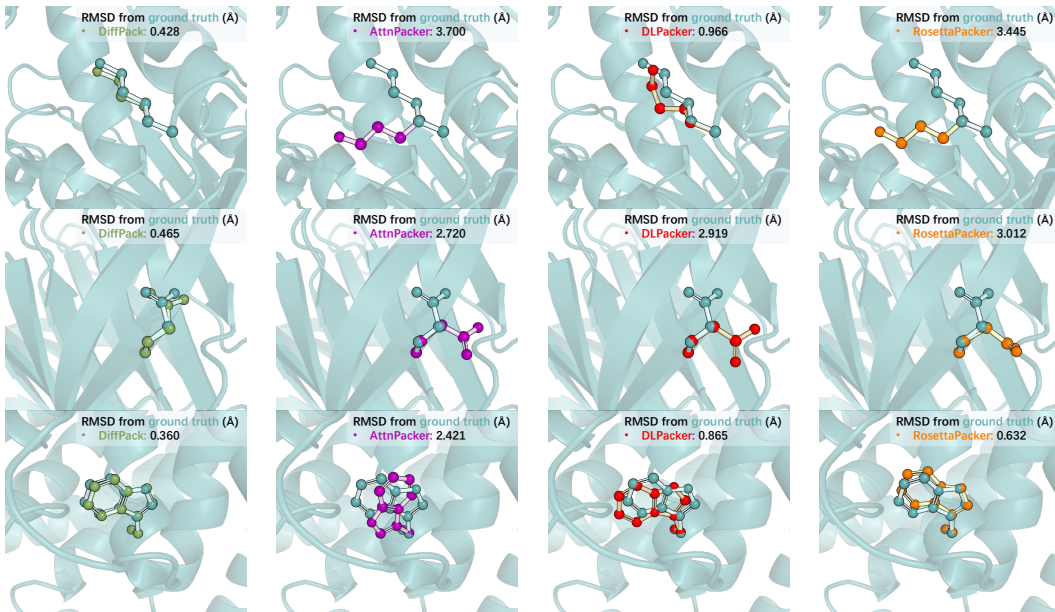 RMSD from ground truth (Å)
• DiffPack: 0.428
RMSD from ground truth (Å)
• AttnPacker: 3.700
RMSD from ground truth (Å)
• DLPacker: 0.966
RMSD from ground truth (Å)
• RosettaPacker: 3.445
RMSD from ground truth (Å)
• DiffPack: 0.465
RMSD from ground truth (Å)
• AttnPacker: 2.720
RMSD from ground truth (Å)
• DLPacker: 2.919
RMSD from ground truth (Å)
• RosettaPacker: 3.012
RMSD from ground truth (Å)
• DiffPack: 0.360
RMSD from ground truth (Å)
• AttnPacker: 2.421
RMSD from ground truth (Å)
• DLPacker: 0.865
RMSD from ground truth (Å)
• RosettaPacker: 0.632